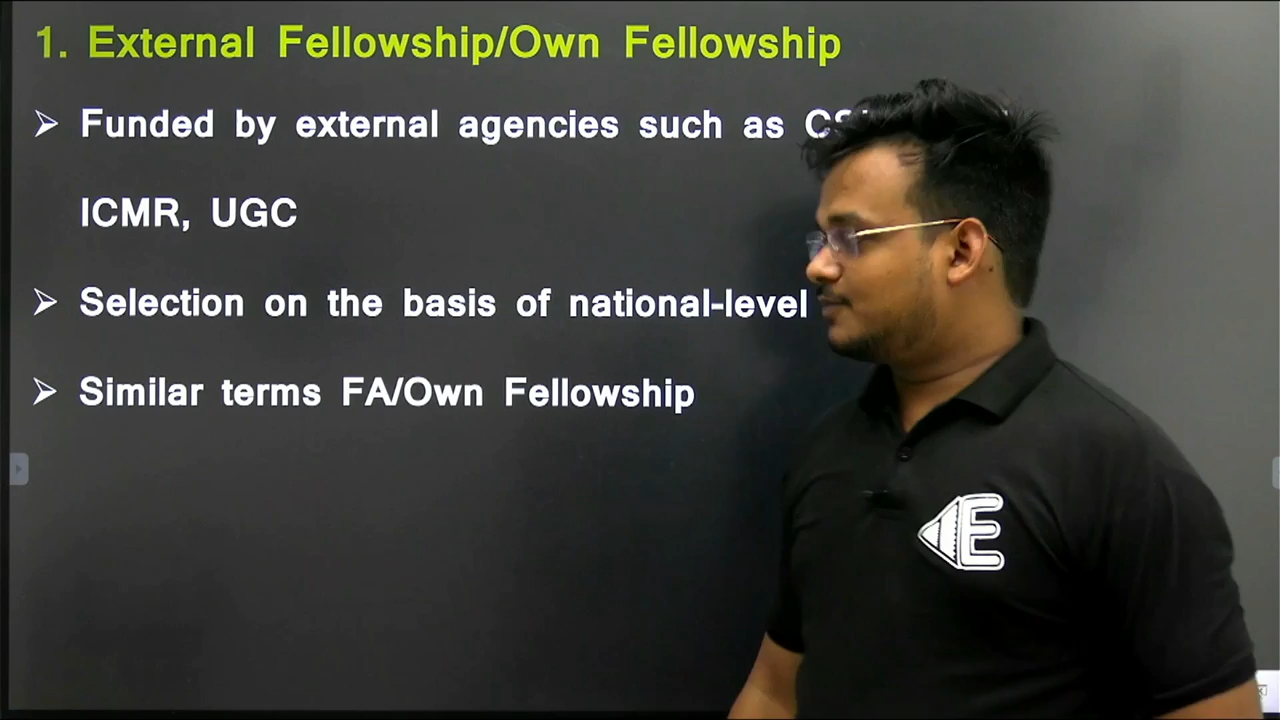 1. External Fellowship/Own Fellowship
➢ Funded by external agencies such as
ICMR, UGC
➢ Selection on the basis of national-level
➢ Similar terms FA/Own Fellowship
E